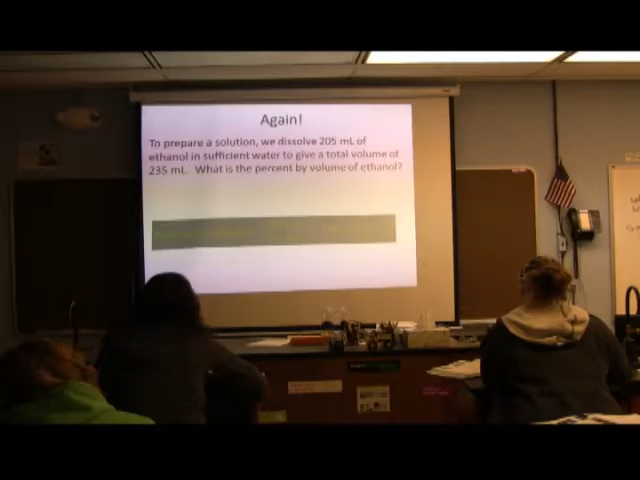 Again!
To prepare a solution, we dissolve 205 mL of
ethanol in sufficient water to give a total volume of
235 mL. What is the percent by volume of ethanol?